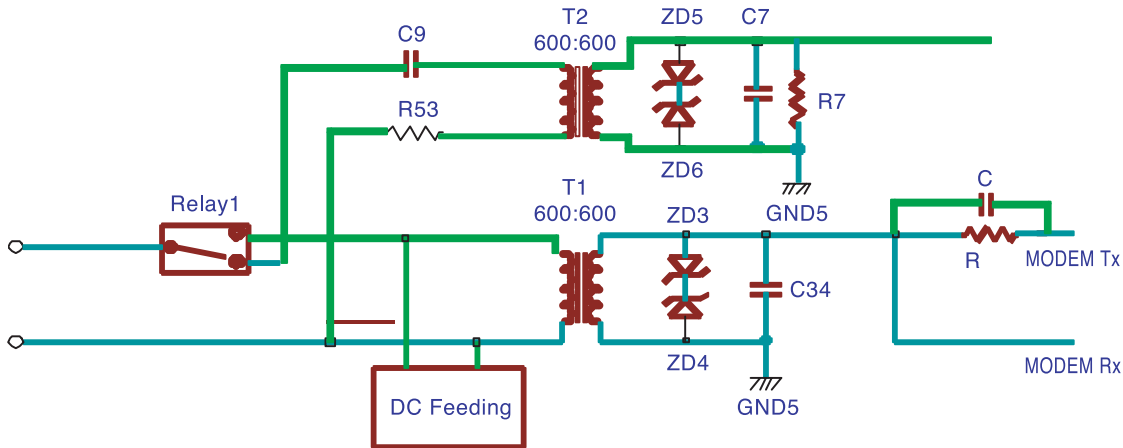 T2
600:600
ZD5
C7
C9
R53
R7
ZD6
GND5
Relay1
T1
600:600
ZD3
C
R
MODEM Tx
C34
ZD4
MODEM Rx
GND5
DC Feeding